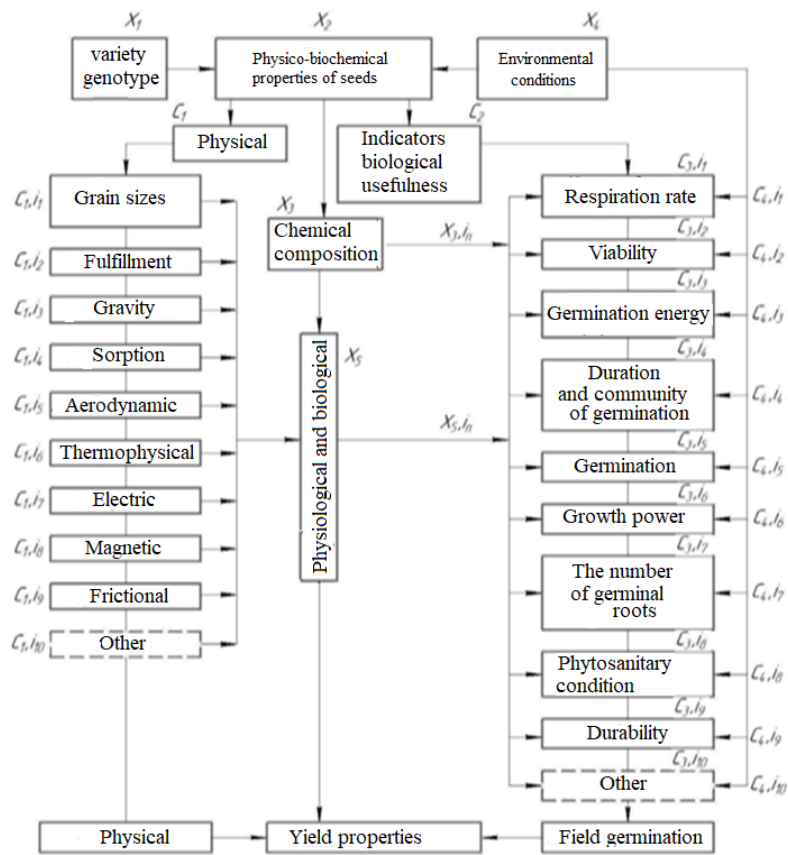 X₁
X₂
X₄
variety
genotype
Physico-biochemical
properties of seeds
Environmental
conditions
C₁
C₂
Physical
Indicators
biological
usefulness
C₁,i₁
Grain sizes
C₁,i₂
Fulfillment
C₁,i₃
Gravity
C₁,i₄
Sorption
C₁,i₅
Aerodynamic
C₁,i₆
Thermophysical
C₁,i₇
Electric
C₁,i₈
Magnetic
C₁,i₉
Frictional
C₁,i₁₀
Other
X₃
Chemical
composition
X₃,iₙ
X₅
Physiological and biological
X₅,iₙ
C₃,i₁
Respiration rate
C₄,i₁
C₃,i₂
Viability
C₄,i₂
C₃,i₃
Germination energy
C₄,i₃
C₃,i₄
Duration
and community
of germination
C₄,i₄
C₃,i₅
Germination
C₄,i₅
C₃,i₆
Growth power
C₄,i₆
C₃,i₇
The number
of germinal
roots
C₄,i₇
C₃,i₈
Phytosanitary
condition
C₄,i₈
C₃,i₉
Durability
C₄,i₉
C₃,i₁₀
Other
C₄,i₁₀
Physical
Yield properties
Field germination